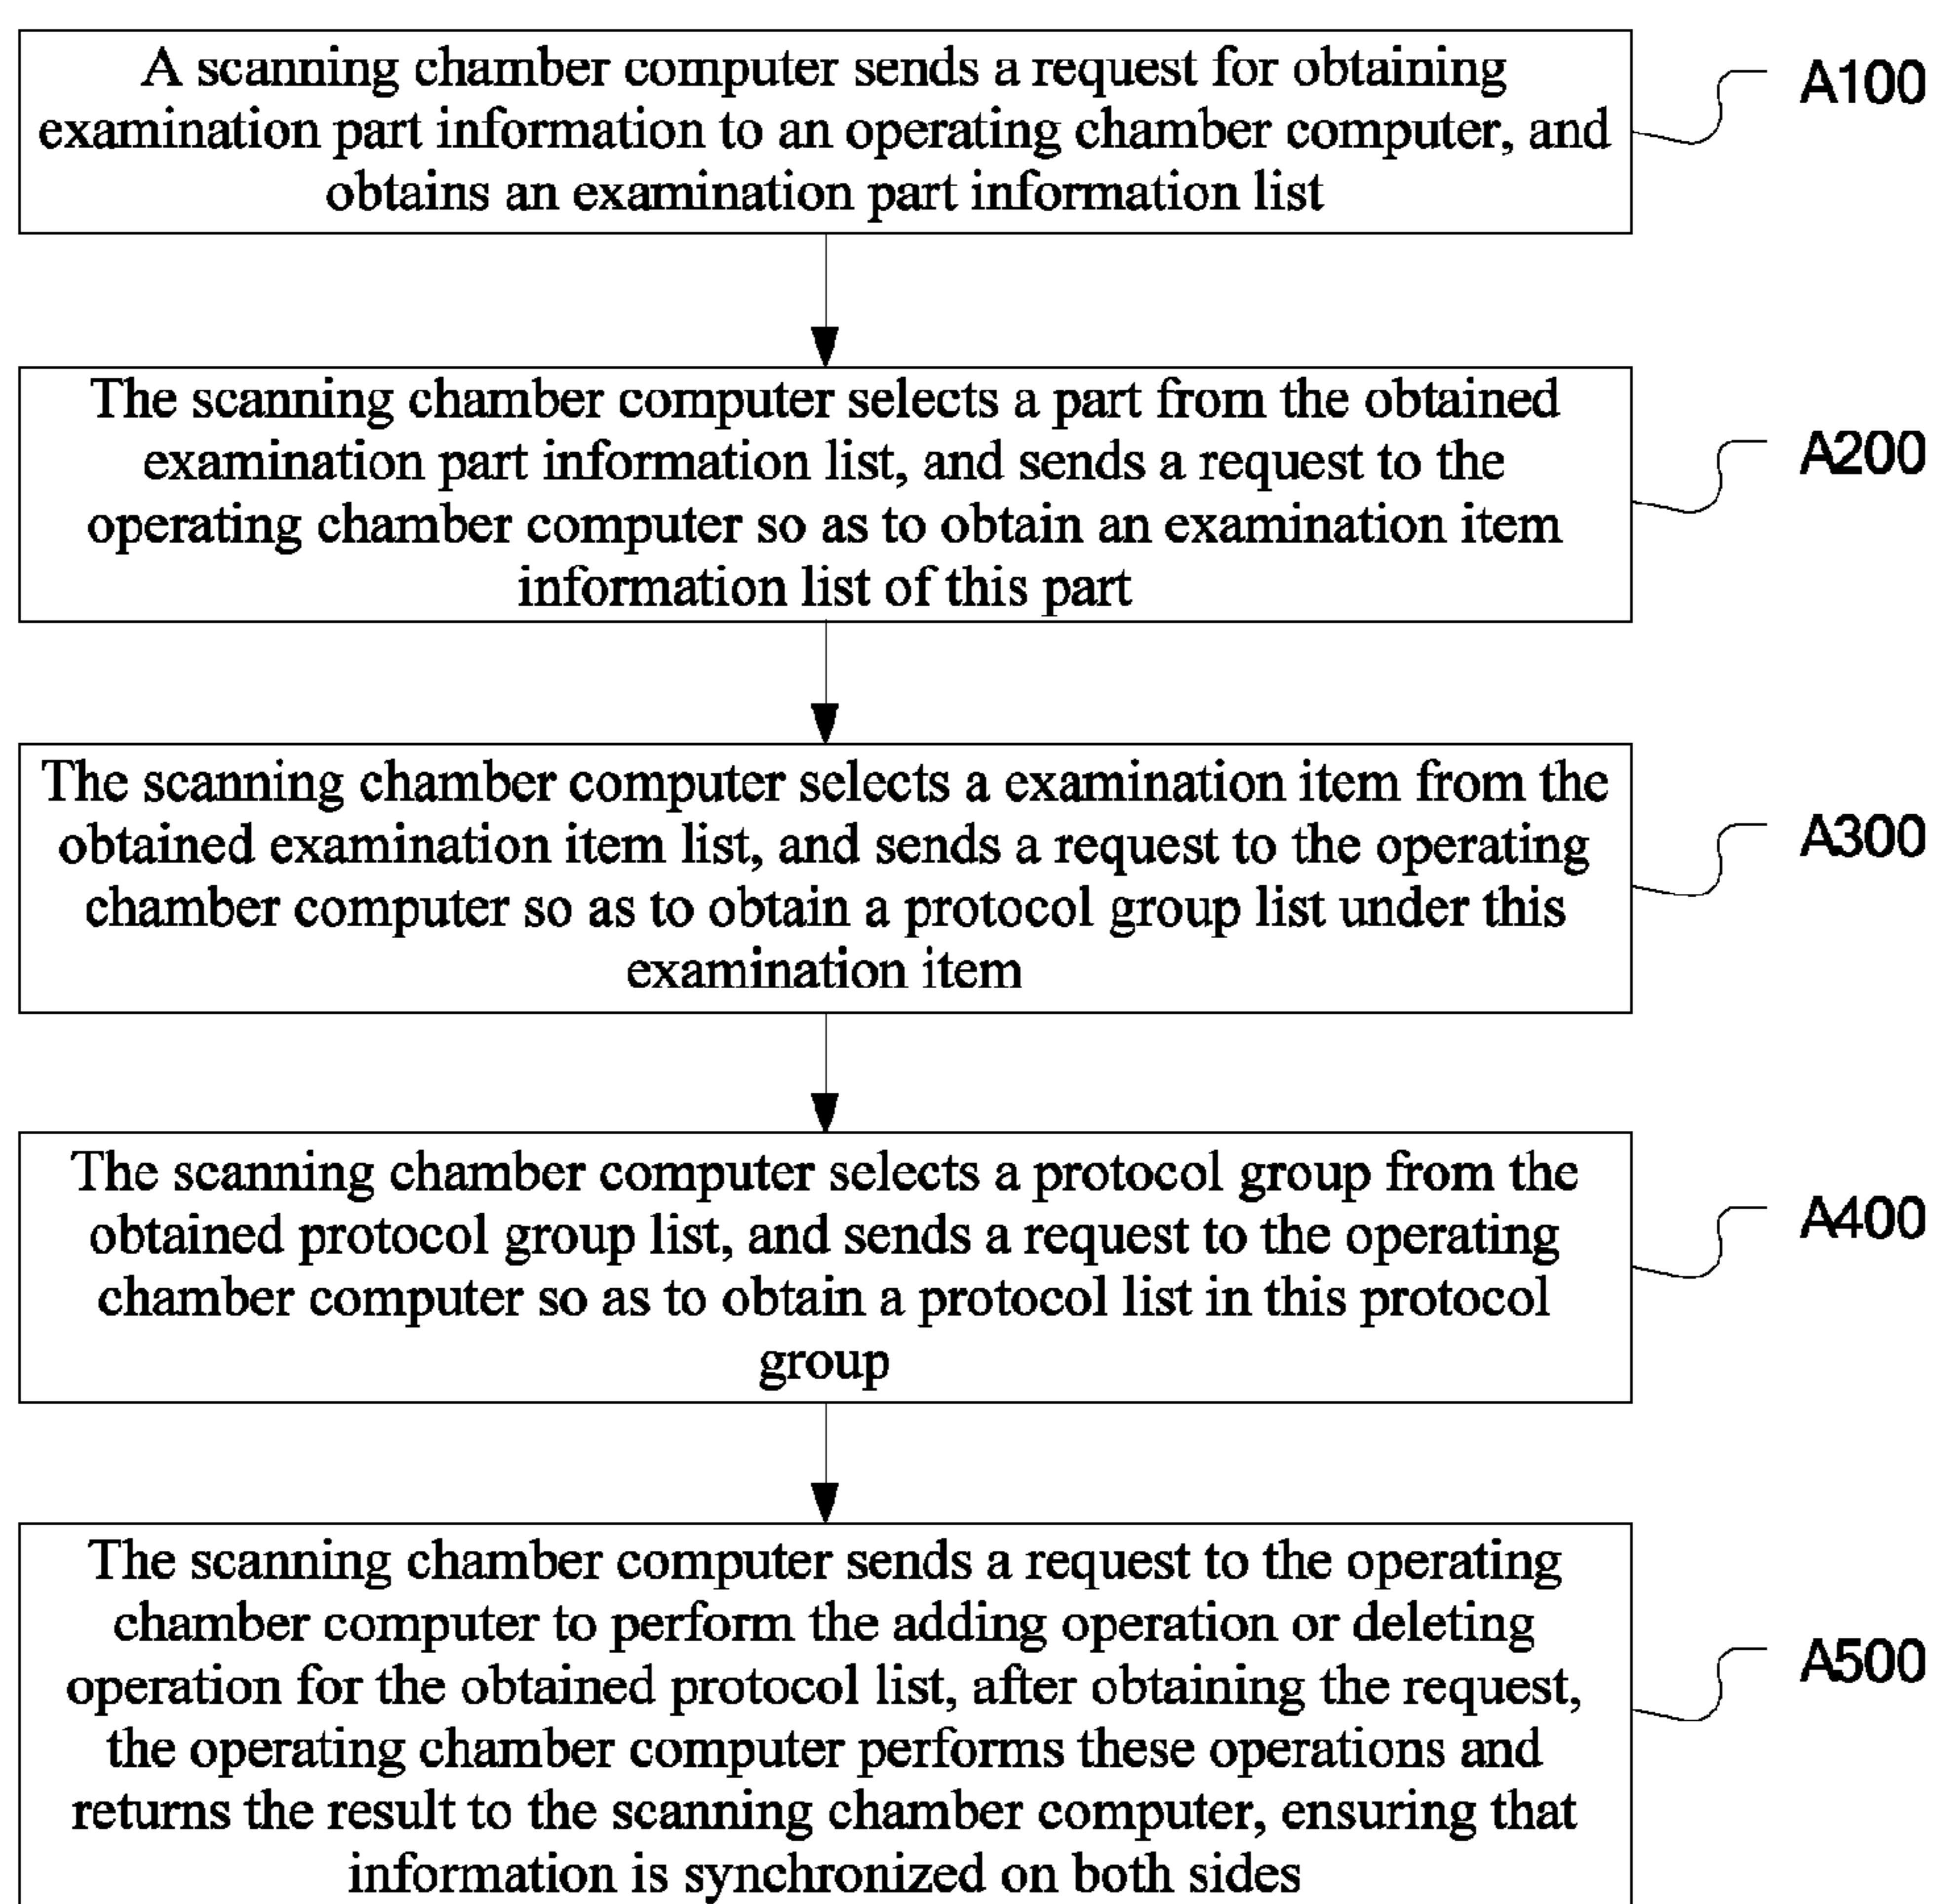 A scanning chamber computer sends a request for obtaining
examination part information to an operating chamber computer, and
obtains an examination part information list
A100
The scanning chamber computer selects a part from the obtained
examination part information list, and sends a request to the
operating chamber computer so as to obtain an examination item
information list of this part
A200
The scanning chamber computer selects a examination item from the
obtained examination item list, and sends a request to the operating
chamber computer so as to obtain a protocol group list under this
examination item
A300
The scanning chamber computer selects a protocol group from the
obtained protocol group list, and sends a request to the operating
chamber computer so as to obtain a protocol list in this protocol
group
A400
The scanning chamber computer sends a request to the operating
chamber computer to perform the adding operation or deleting
operation for the obtained protocol list, after obtaining the request,
the operating chamber computer performs these operations and
returns the result to the scanning chamber computer, ensuring that
information is synchronized on both sides
A500